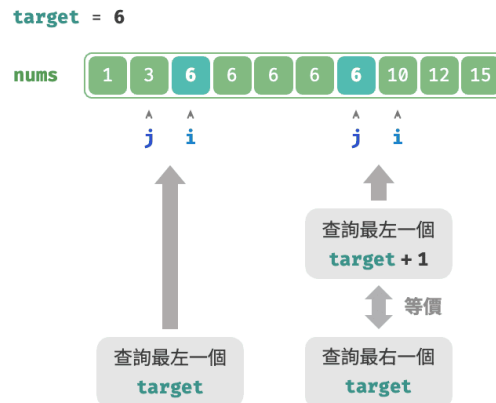 target = 6
nums 1 3 6 6 6 6 6 10 12 15
j i j i
查詢最左一個
target + 1
等價
查詢最左一個
target
查詢最右一個
target